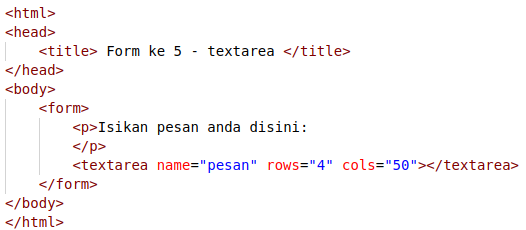 <html>
<head>
<title> Form ke 5 - textarea </title>
</head>
<body>
<form>
<p>Isikan pesan anda disini:
</p>
<textarea name="pesan" rows="4" cols="50"></textarea>
</form>
</body>
</html>